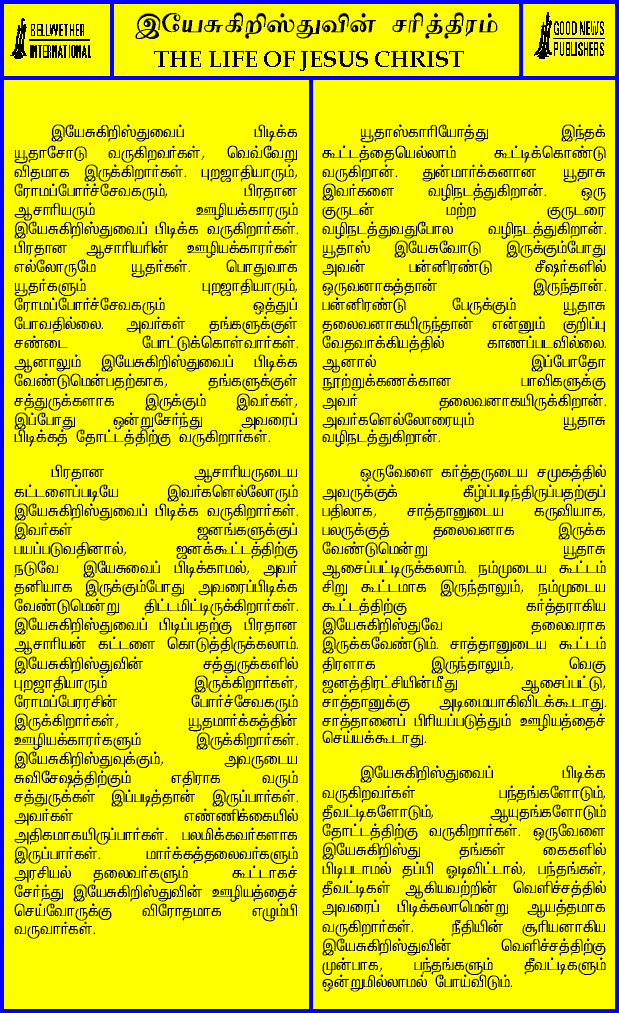 BELLWETHER
INTERNATIONAL
இயேசுகிறிஸ்துவின் சரித்திரம்
THE LIFE OF JESUS CHRIST
GOOD NEWS
PUBLISHERS
இயேசுகிறிஸ்துவைப் பிடிக்க
யூதாசோடு வருகிறவர்கள், வெவ்வேறு
விதமாக இருக்கிறார்கள். புறஜாதியாரும்,
ரோமப்போர்ச்சேவகரும், பிரதான
ஆசாரியரும் ஊழியக்காரரும்
இயேசுகிறிஸ்துவைப் பிடிக்க வருகிறார்கள்.
பிரதான ஆசாரியரின் ஊழியக்காரர்கள்
எல்லோருமே யூதர்கள். பொதுவாக
யூதர்களும் புறஜாதியாரும்,
ரோமப்போர்ச்சேவகரும் ஒத்துப்
போவதில்லை. அவர்கள் தங்களுக்குள்
சண்டை போட்டுக்கொள்வார்கள்.
ஆனாலும் இயேசுகிறிஸ்துவைப் பிடிக்க
வேண்டுமென்பதற்காக, தங்களுக்குள்
சத்துருக்களாக இருக்கும் இவர்கள்,
இப்போது ஒன்றுசேர்ந்து அவரைப்
பிடிக்கத் தோட்டத்திற்கு வருகிறார்கள்.
பிரதான ஆசாரியருடைய
கட்டளைப்படியே இவர்களெல்லோரும்
இயேசுகிறிஸ்துவைப் பிடிக்க வருகிறார்கள்.
இவர்கள் ஜனங்களுக்குப்
பயப்படுவதினால், ஜனக்கூட்டத்திற்கு
நடுவே இயேசுவைப் பிடிக்காமல், அவர்
தனியாக இருக்கும்போது அவரைப்பிடிக்க
வேண்டுமென்று திட்டமிட்டிருக்கிறார்கள்.
இயேசுகிறிஸ்துவைப் பிடிப்பதற்கு பிரதான
ஆசாரியன் கட்டளை கொடுத்திருக்கலாம்.
இயேசுகிறிஸ்துவின் சத்துருக்களில்
புறஜாதியாரும் இருக்கிறார்கள்,
ரோமப்பேரரசின் போர்ச்சேவகரும்
இருக்கிறார்கள், யூதமார்க்கத்தின்
ஊழியக்காரர்களும் இருக்கிறார்கள்.
இயேசுகிறிஸ்துவுக்கும், அவருடைய
சுவிசேஷத்திற்கும் எதிராக வரும்
சத்துருக்கள் இப்படித்தான் இருப்பார்கள்.
அவர்கள் எண்ணிக்கையில்
அதிகமாகயிருப்பார்கள். பலமிக்கவர்களாக
இருப்பார்கள். மார்க்கத்தலைவர்களும்
அரசியல் தலைவர்களும் கூட்டாகச்
சேர்ந்து இயேசுகிறிஸ்துவின் ஊழியத்தைச்
செய்வோருக்கு விரோதமாக எழும்பி
வருவார்கள்.
யூதாஸ்காரியோத்து இந்தக்
கூட்டத்தையெல்லாம் கூட்டிக்கொண்டு
வருகிறான். துன்மார்க்கனான யூதாசு
இவர்களை வழிநடத்துகிறான். ஒரு
குருடன் மற்ற குருடரை
வழிநடத்துவதுபோல வழிநடத்துகிறான்.
யூதாஸ் இயேசுவோடு இருக்கும்போது
அவன் பன்னிரண்டு சீஷர்களில்
ஒருவனாகத்தான் இருந்தான்.
பன்னிரண்டு பேருக்கும் யூதாசு
தலைவனாகயிருந்தான் என்னும் குறிப்பு
வேதவாக்கியத்தில் காணப்படவில்லை.
ஆனால் இப்போதோ
நூற்றுக்கணக்கான பாவிகளுக்கு
அவர் தலைவனாகயிருக்கிறான்.
அவர்களெல்லோரையும் யூதாசு
வழிநடத்துகிறான்.
ஒருவேளை கர்த்தருடைய சமுகத்தில்
அவருக்குக் கீழ்ப்படிந்திருப்பதற்குப்
பதிலாக, சாத்தானுடைய கருவியாக,
பலருக்குத் தலைவனாக இருக்க
வேண்டுமென்று யூதாசு
ஆசைப்பட்டிருக்கலாம். நம்முடைய கூட்டம்
சிறு கூட்டமாக இருந்தாலும், நம்முடைய
கூட்டத்திற்கு கர்த்தராகிய
இயேசுகிறிஸ்துவே தலைவராக
இருக்கவேண்டும். சாத்தானுடைய கூட்டம்
திரளாக இருந்தாலும், வெகு
ஜனத்திரட்சியின்மீது ஆசைப்பட்டு,
சாத்தானுக்கு அடிமையாகிவிடக்கூடாது.
சாத்தானைப் பிரியப்படுத்தும் ஊழியத்தைச்
செய்யக்கூடாது.
இயேசுகிறிஸ்துவைப் பிடிக்க
வருகிறவர்கள் பந்தங்களோடும்,
தீவட்டிகளோடும், ஆயுதங்களோடும்
தோட்டத்திற்கு வருகிறார்கள். ஒருவேளை
இயேசுகிறிஸ்து தங்கள் கைகளில்
பிடிபடாமல் தப்பி ஓடிவிட்டால், பந்தங்கள்,
தீவட்டிகள் ஆகியவற்றின் வெளிச்சத்தில்
அவரைப் பிடிக்கலாமென்று ஆயத்தமாக
வருகிறார்கள். நீதியின் சூரியனாகிய
இயேசுகிறிஸ்துவின் வெளிச்சத்திற்கு
முன்பாக, பந்தங்களும் தீவட்டிகளும்
ஒன்றுமில்லாமல் போய்விடும்.